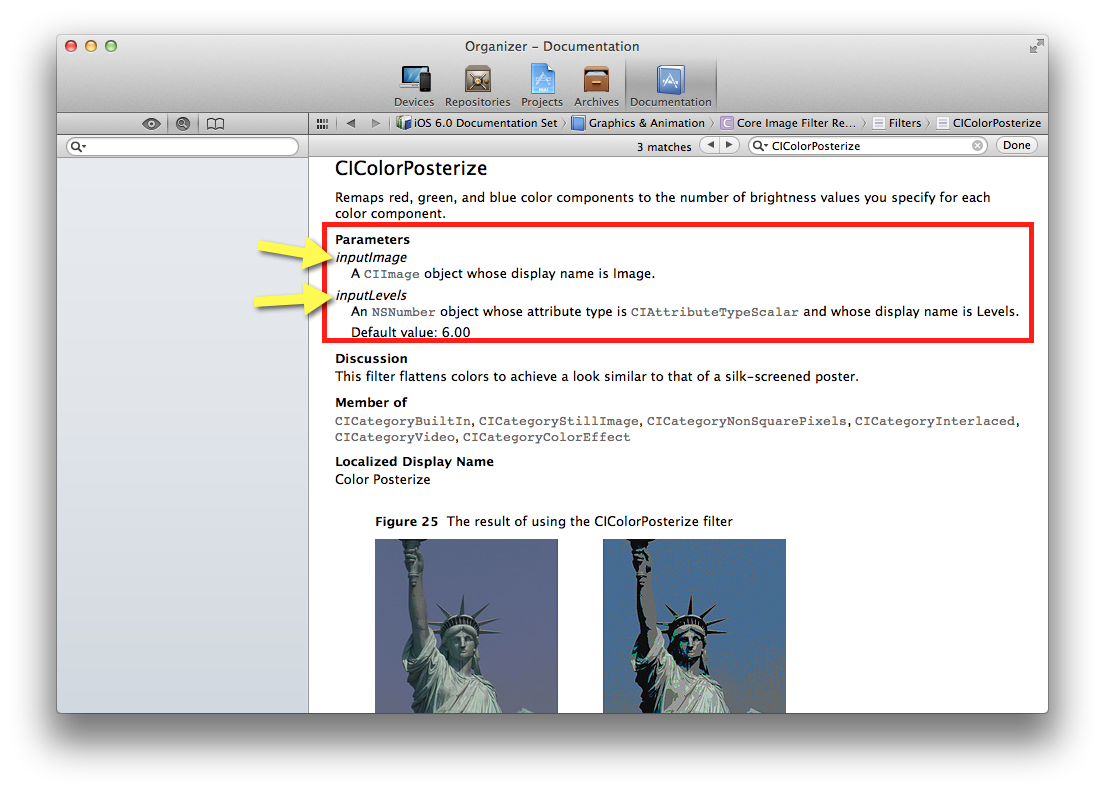 Organizer – Documentation
Devices Repositories Projects Archives Documentation
iOS 6.0 Documentation Set Graphics & Animation Core Image Filter Re... Filters CIColorPosterize
3 matches CIColorPosterize Done
CIColorPosterize
Remaps red, green, and blue color components to the number of brightness values you specify for each
color component.
Parameters
inputImage
A CIImage object whose display name is Image.
inputLevels
An NSNumber object whose attribute type is CIAttributeTypeScalar and whose display name is Levels.
Default value: 6.00
Discussion
This filter flattens colors to achieve a look similar to that of a silk-screened poster.
Member of
CICategoryBuiltIn, CICategoryStillImage, CICategoryNonSquarePixels, CICategoryInterlaced,
CICategoryVideo, CICategoryColorEffect
Localized Display Name
Color Posterize
Figure 25 The result of using the CIColorPosterize filter